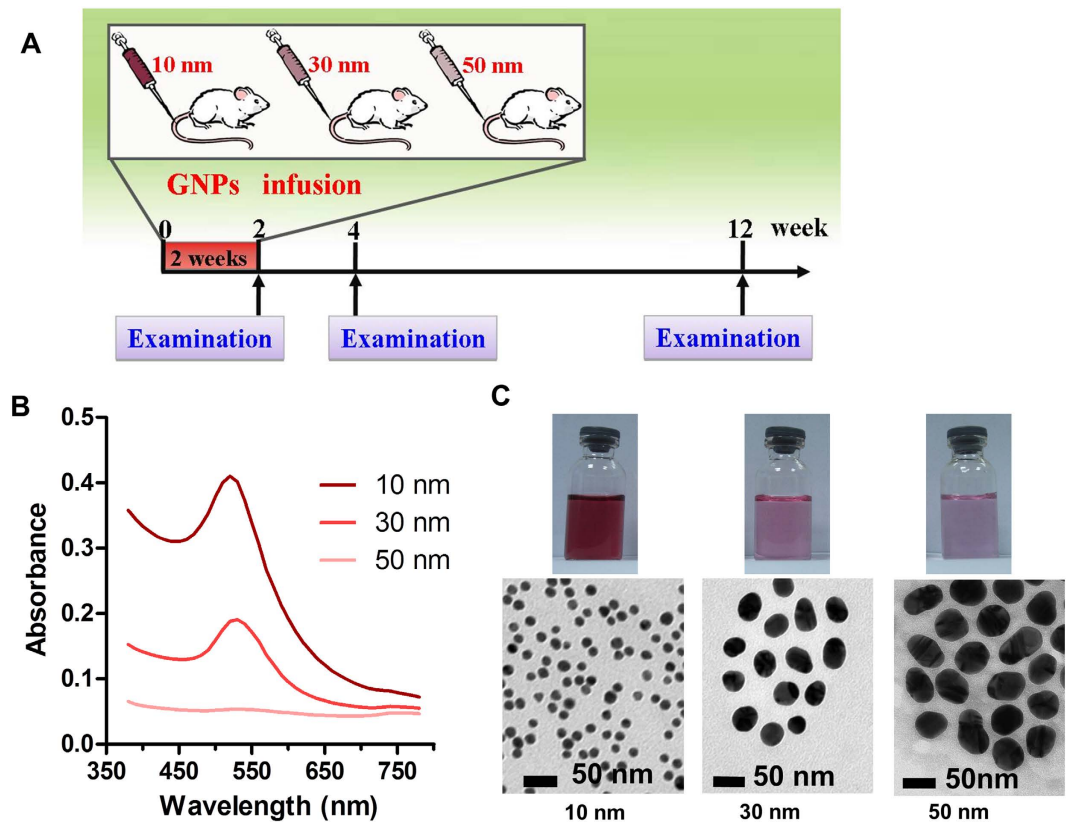 A
10 nm 30 nm 50 nm
GNPs infusion
0 2 4 12 week
2 weeks
Examination Examination Examination
B
0.5
0.4
0.3
0.2
0.1
0.0
Absorbance
10 nm
30 nm
50 nm
350 450 550 650 750
Wavelength (nm)
C
50 nm 50 nm 50nm
10 nm 30 nm 50 nm